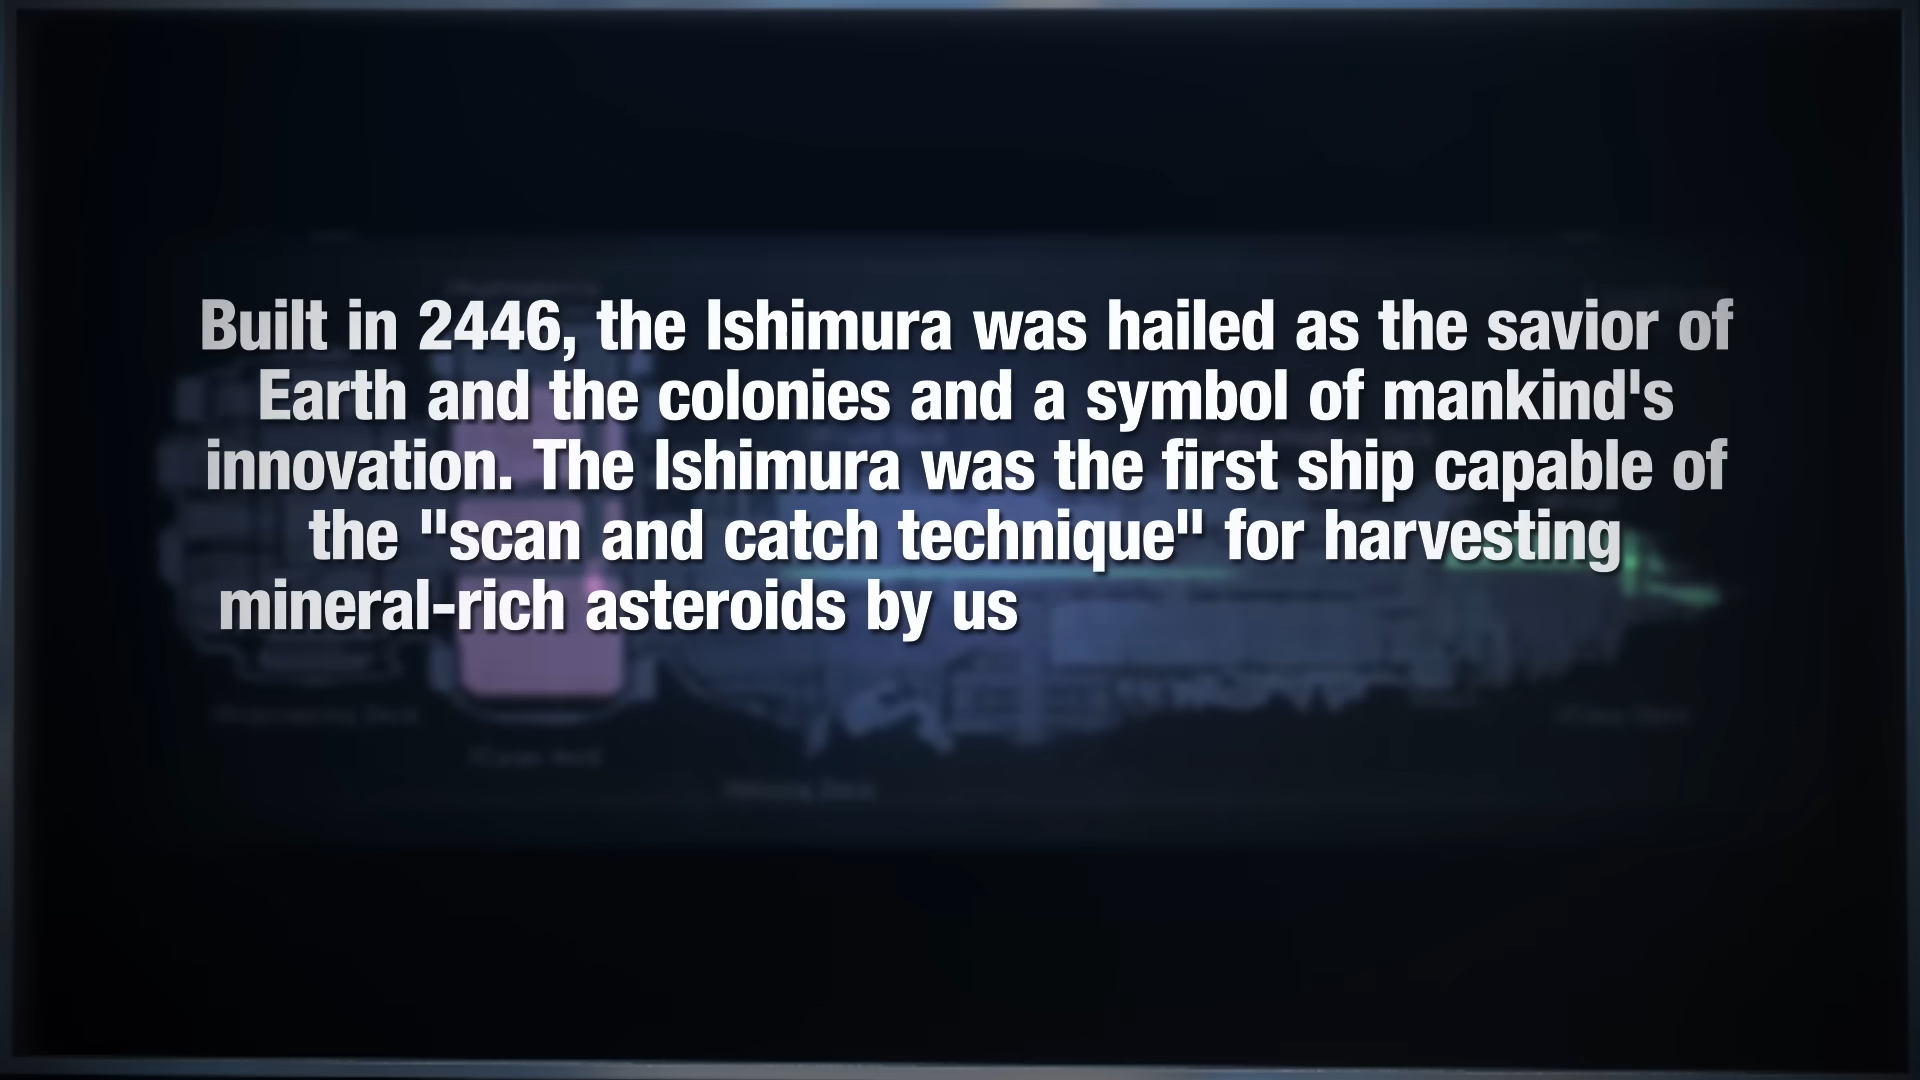 Built in 2446, the Ishimura was hailed as the savior of
Earth and the colonies and a symbol of mankind's
innovation. The Ishimura was the first ship capable of
the "scan and catch technique" for harvesting
mineral-rich asteroids by us